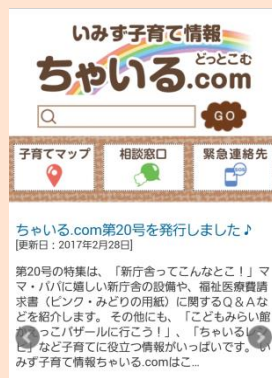 いみず子育て情報
どっとこむ
ちゃいる.com
GO
子育てマップ
相談窓口
緊急連絡先
ちゃいる.com第20号を発行しました♪
[更新日：2017年2月28日]
第20号の特集は、「新庁舎ってこんなとこ！」マ
マ・パパに嬉しい新庁舎の設備や、福祉医療費請
求書（ピンク・みどりの用紙）に関するQ＆Aな
どを紹介します。 その他にも、「こどもみらい館
かえっこバザールに行こう！」、「ちゃいるレシ
ピ」など子育てに役立つ情報がいっぱいです。 い
みず子育て情報ちゃいる.comはこ...